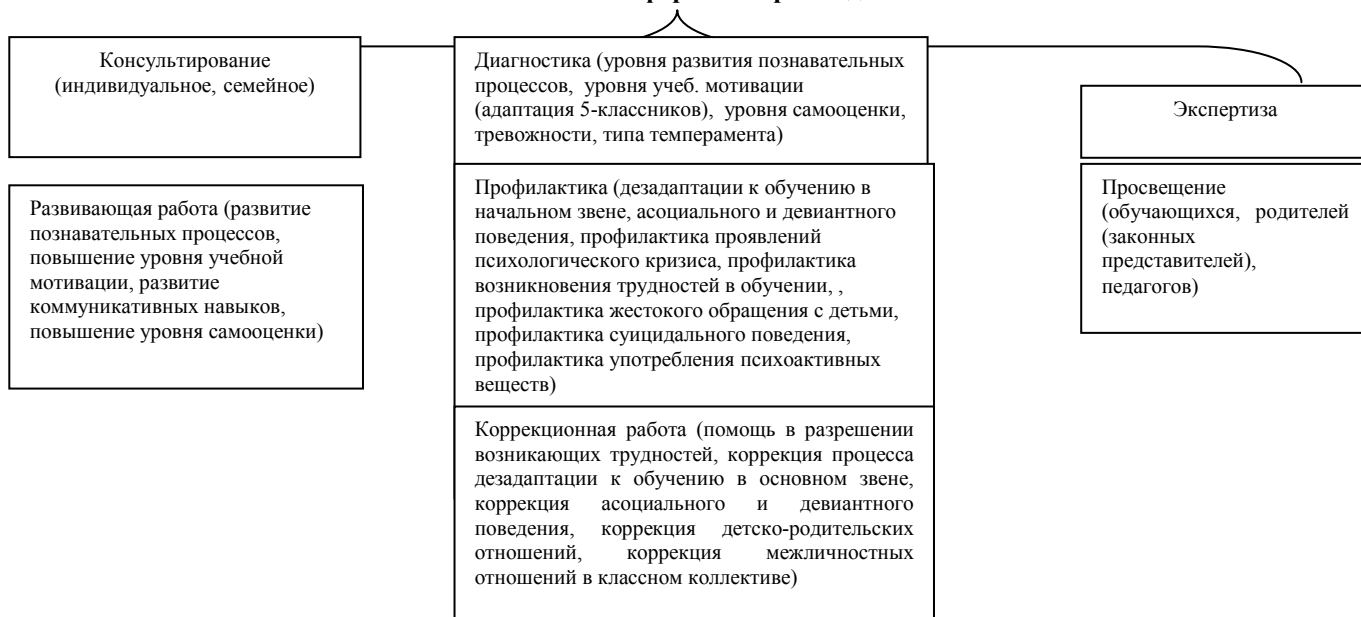 Консультирование
(индивидуальное, семейное)
Диагностика (уровня развития познавательных
процессов, уровня учеб. мотивации
(адаптация 5-классников), уровня самооценки,
тревожности, типа темперамента)
Экспертиза
Развивающая работа (развитие
познавательных процессов,
повышение уровня учебной
мотивации, развитие
коммуникативных навыков,
повышение уровня самооценки)
Профилактика (дезадаптации к обучению в
начальном звене, асоциального и девиантного
поведения, профилактика проявлений
психологического кризиса, профилактика
возникновения трудностей в обучении, ,
профилактика жестокого обращения с детьми,
профилактика суицидального поведения,
профилактика употребления психоактивных
веществ)
Просвещение
(обучающихся, родителей
(законных
представителей),
педагогов)
Коррекционная работа (помощь в разрешении
возникающих трудностей, коррекция процесса
дезадаптации к обучению в основном звене,
коррекция асоциального и девиантного
поведения, коррекция детско-родительских
отношений, коррекция межличностных
отношений в классном коллективе)